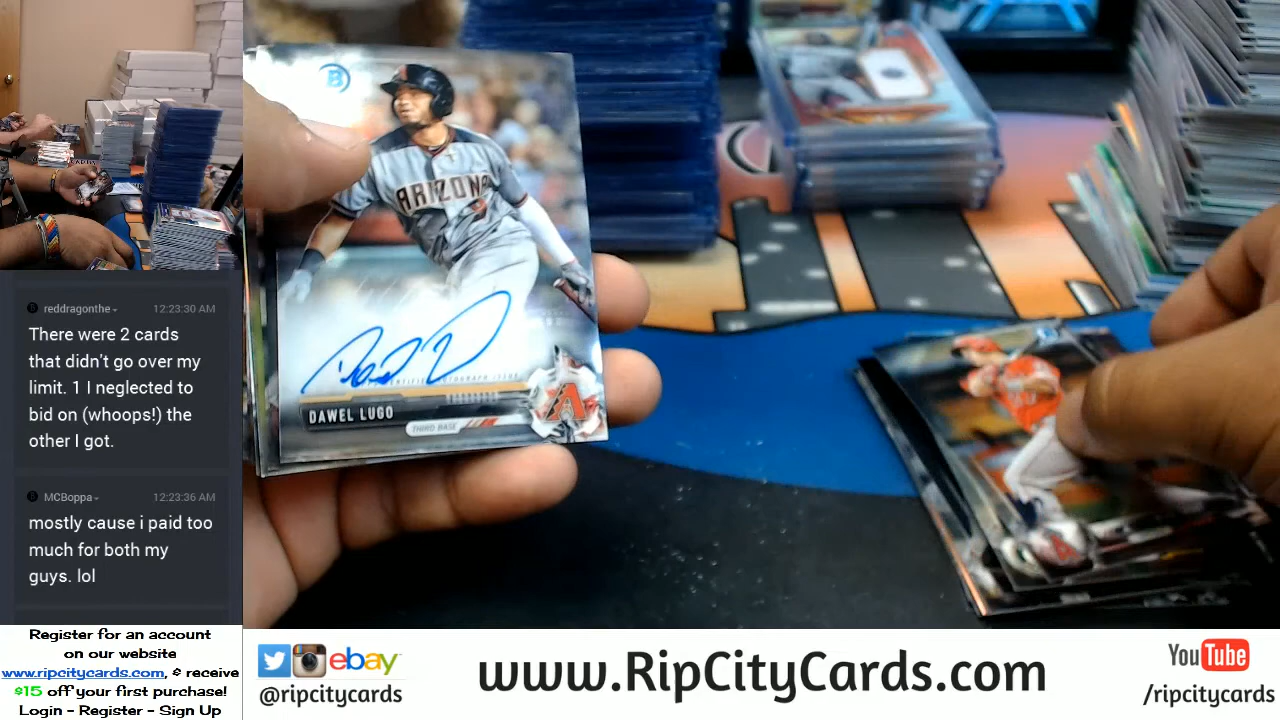 reddragonthe
12:23:30 AM
There were 2 cards
that didn't go over my
limit. 1 I neglected to
bid on (whoops!) the
other I got.
MCBoppa
12:23:36 AM
mostly cause i paid too
much for both my
guys. lol
Register for an account
on our website
www.ripcitycards.com, & receive
$15 off your first purchase!
Login - Register - Sign Up
B
ARIZONA
DAWEL LUGO
THIRD BASE
A
ebay
@ripcitycards
www.RipCityCards.com
YouTube
/ripcitycards